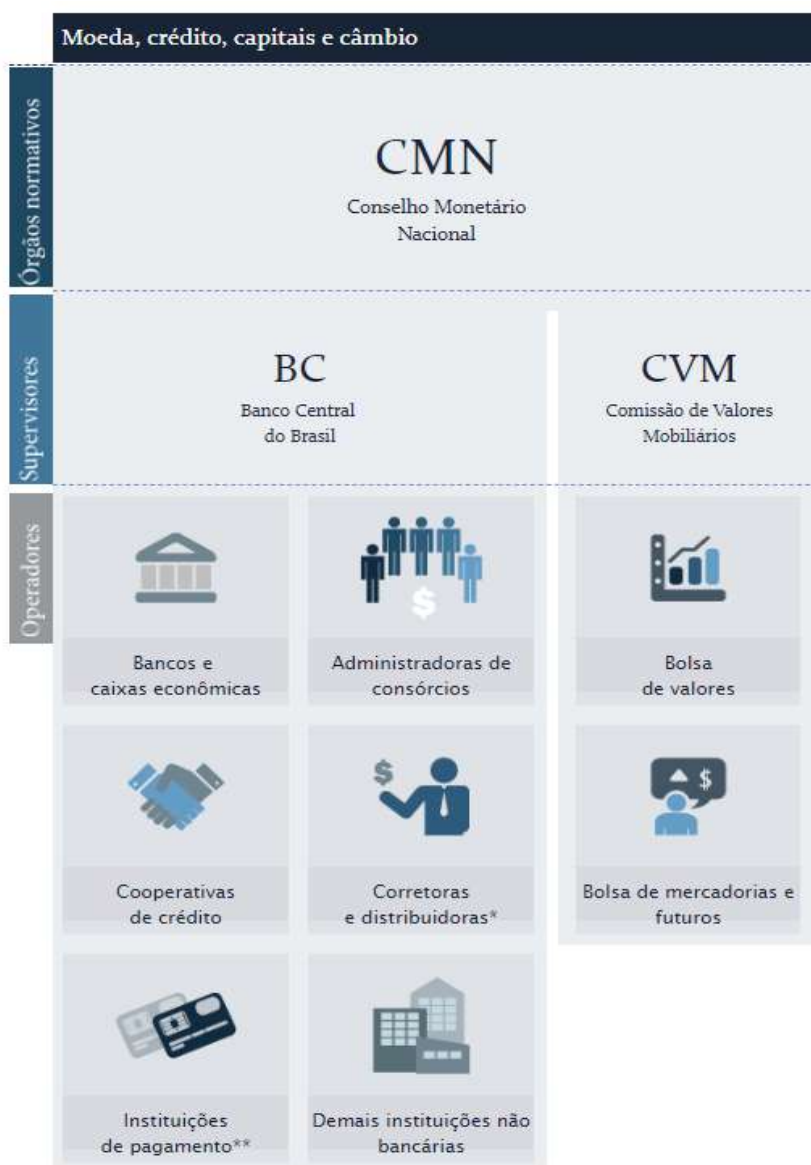 Moeda, crédito, capitais e câmbio
Órgãos normativos
CMN
Conselho Monetário
Nacional
Supervisores
BC
Banco Central
do Brasil
CVM
Comissão de Valores
Mobiliários
Operadores
$
Bancos e
caixas econômicas
Administradoras de
consórcios
Bolsa
de valores
$
$
Cooperativas
de crédito
Corretoras
e distribuidoras*
Bolsa de mercadorias e
futuros
Instituições
de pagamento**
Demais instituições não
bancárias